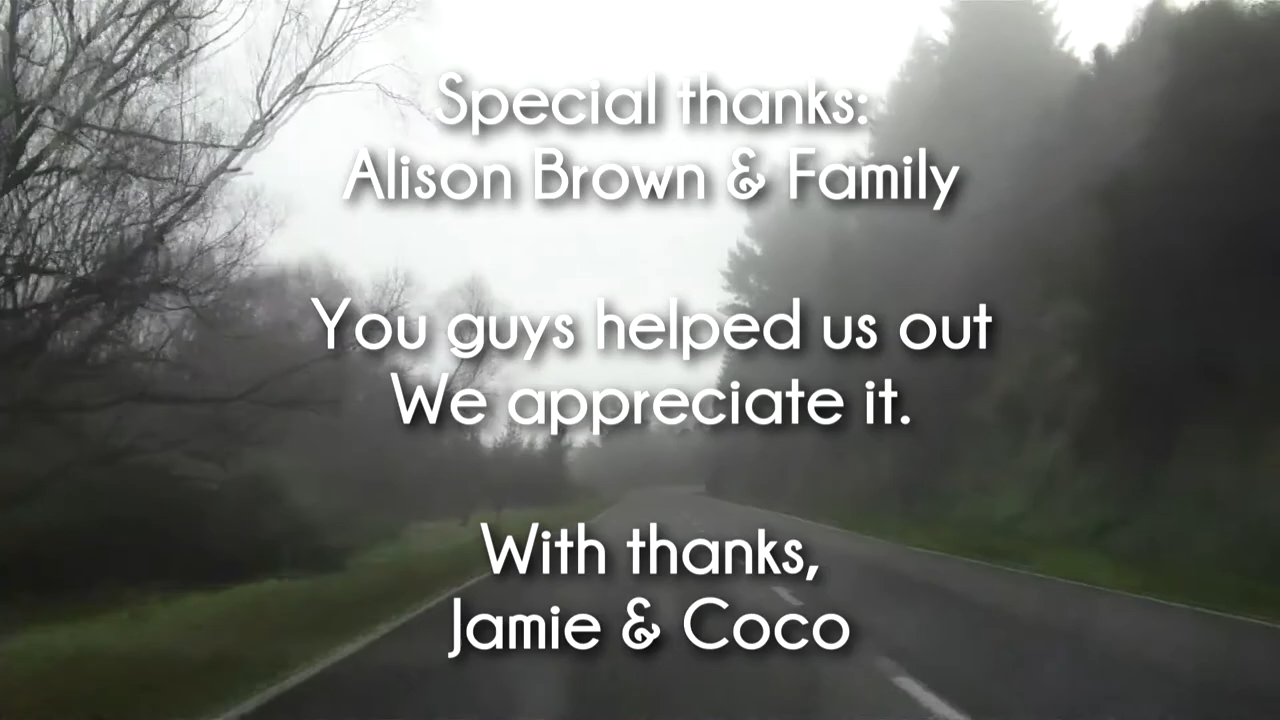 Special thanks:
Alison Brown & Family
You guys helped us out
We appreciate it.
With thanks,
Jamie & Coco